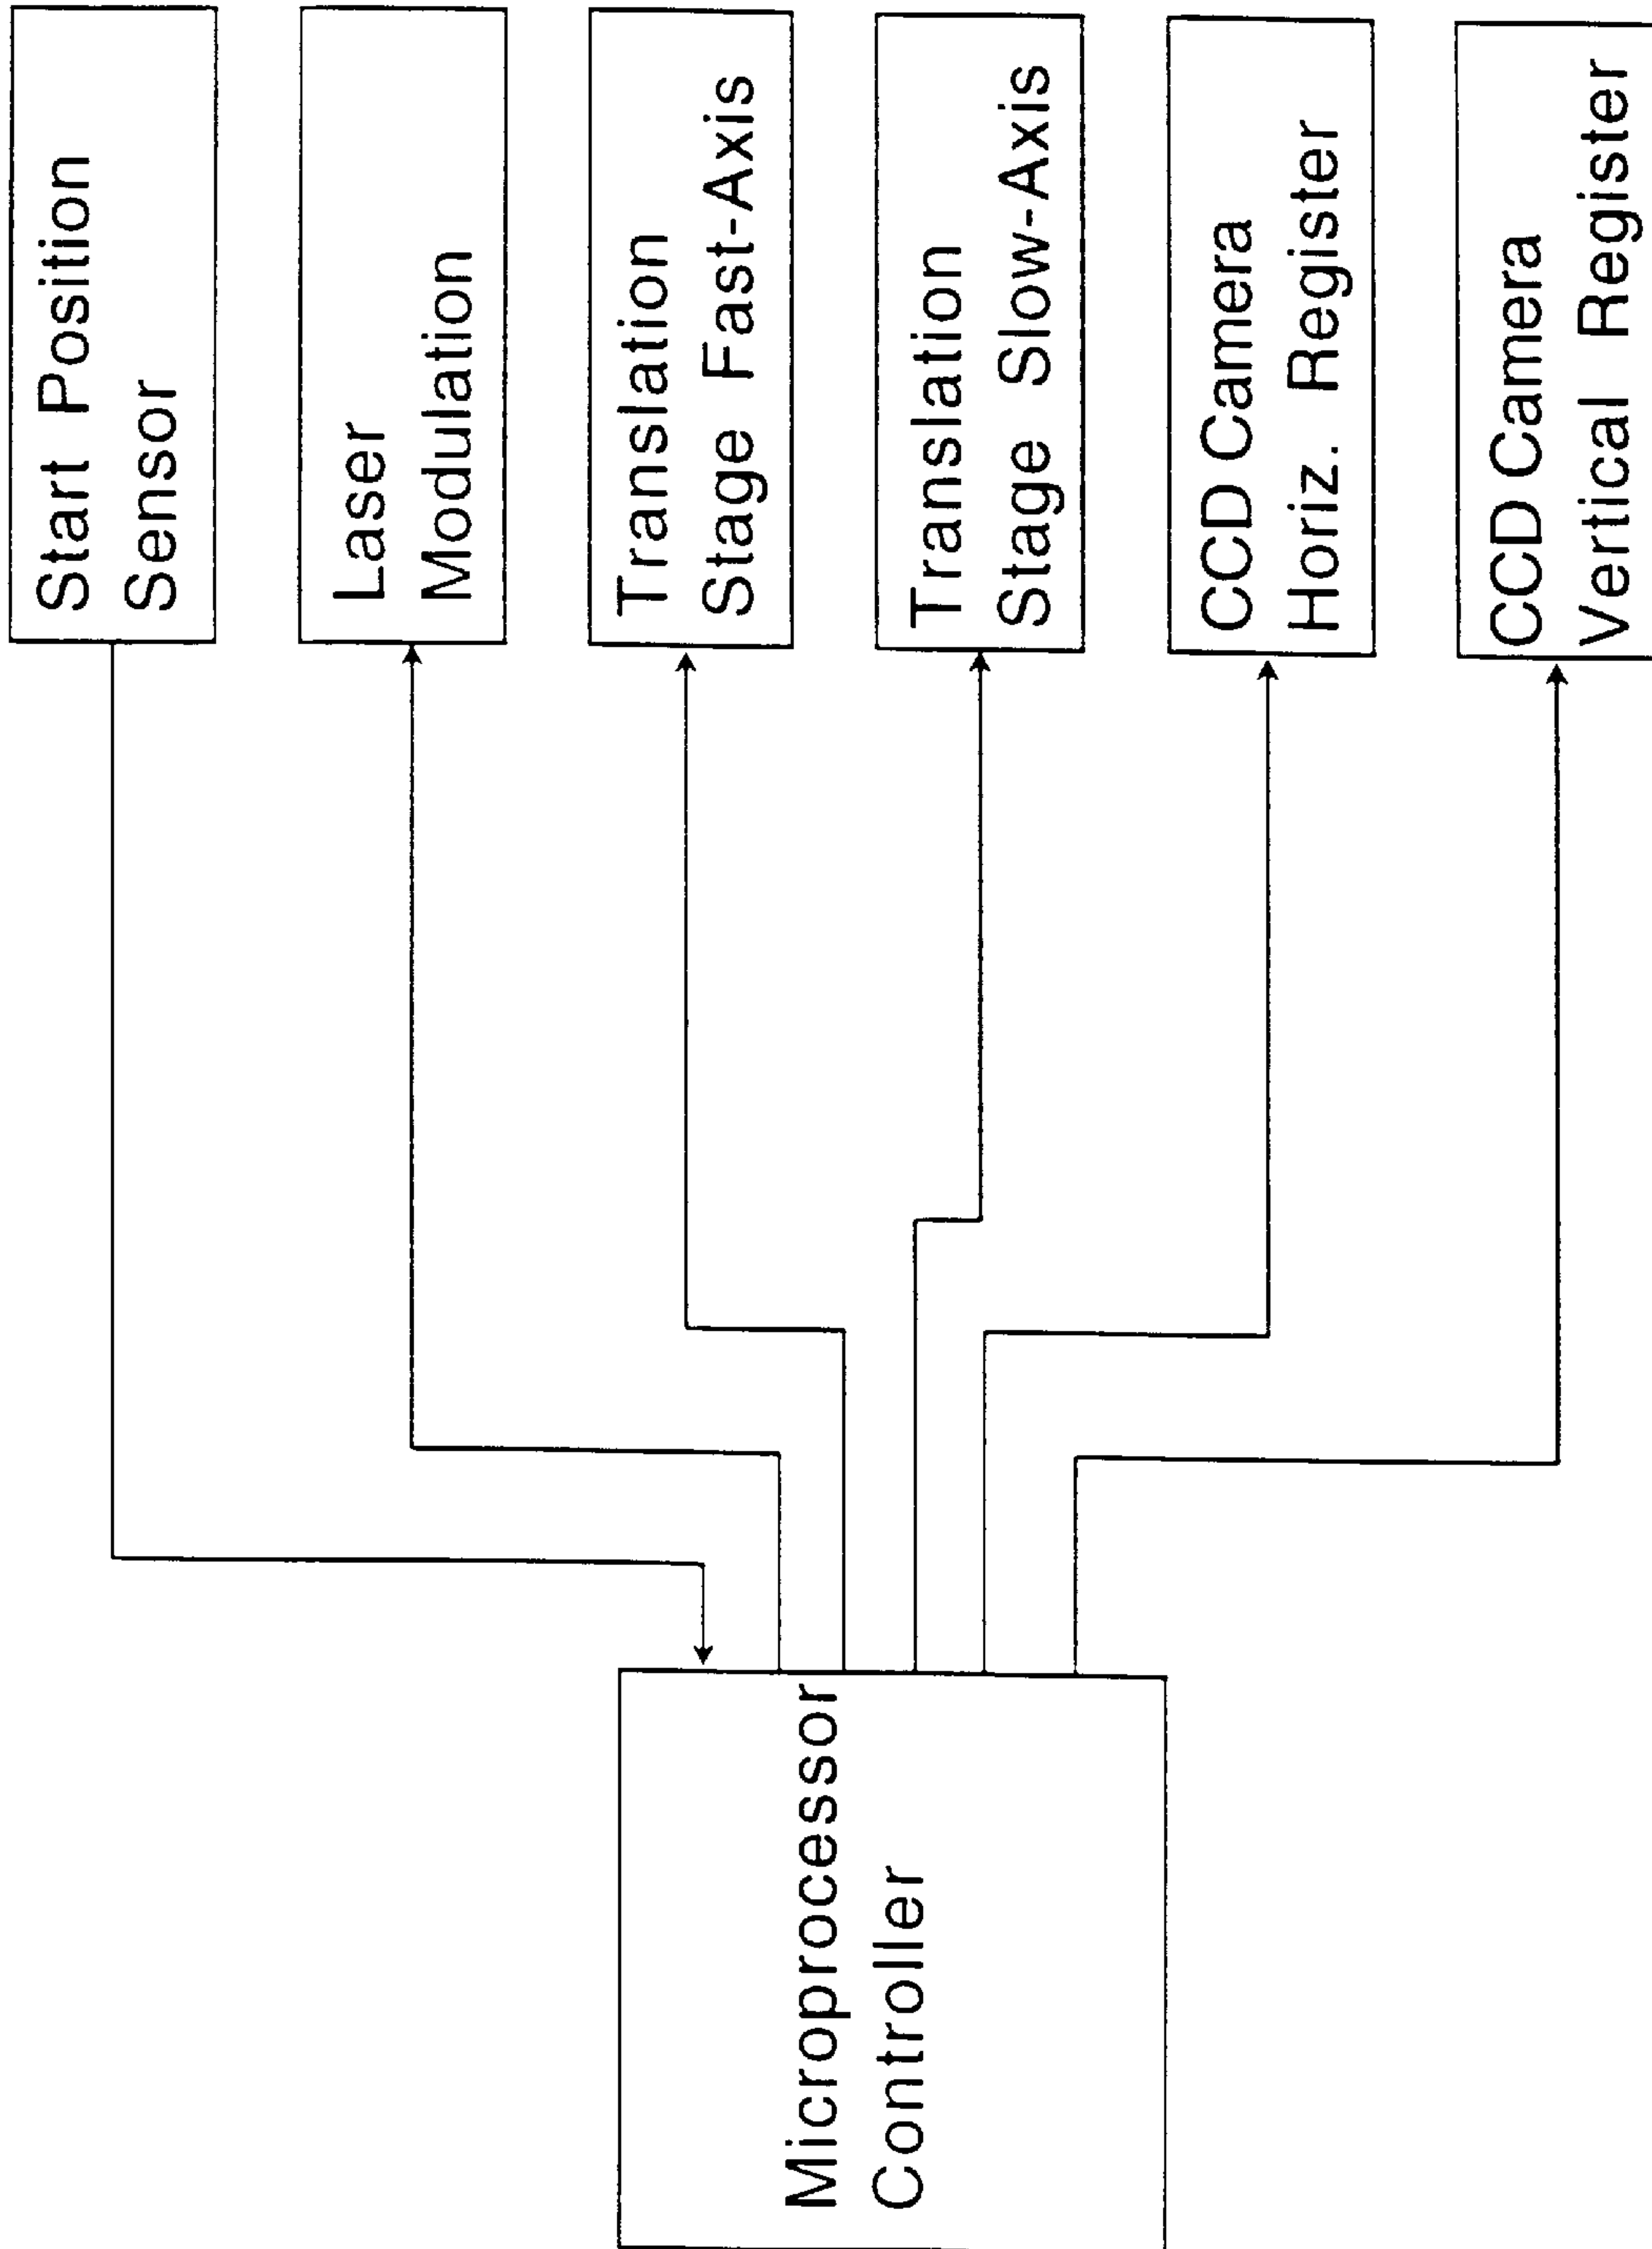 Start Position
Sensor
Laser
Modulation
Translation
Stage Fast-Axis
Translation
Stage Slow-Axis
CCD Camera
Horiz. Register
CCD Camera
Vertical Register
Microprocessor
Controller